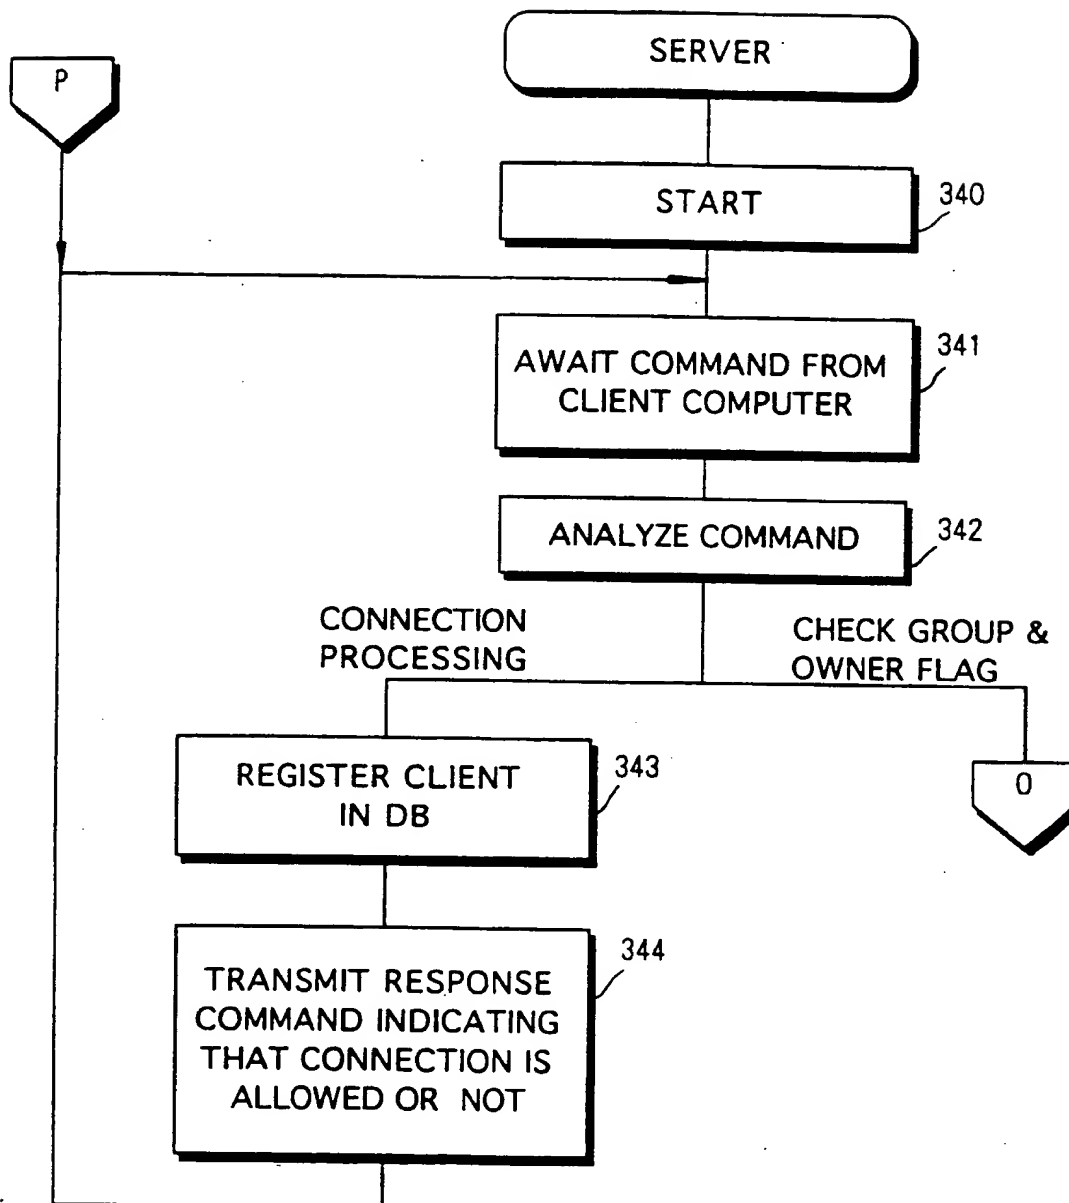 SERVER
P
START
340
AWAIT COMMAND FROM
CLIENT COMPUTER
341
ANALYZE COMMAND
342
CONNECTION
PROCESSING
CHECK GROUP &
OWNER FLAG
REGISTER CLIENT
IN DB
343
O
TRANSMIT RESPONSE
COMMAND INDICATING
THAT CONNECTION IS
ALLOWED OR NOT
344